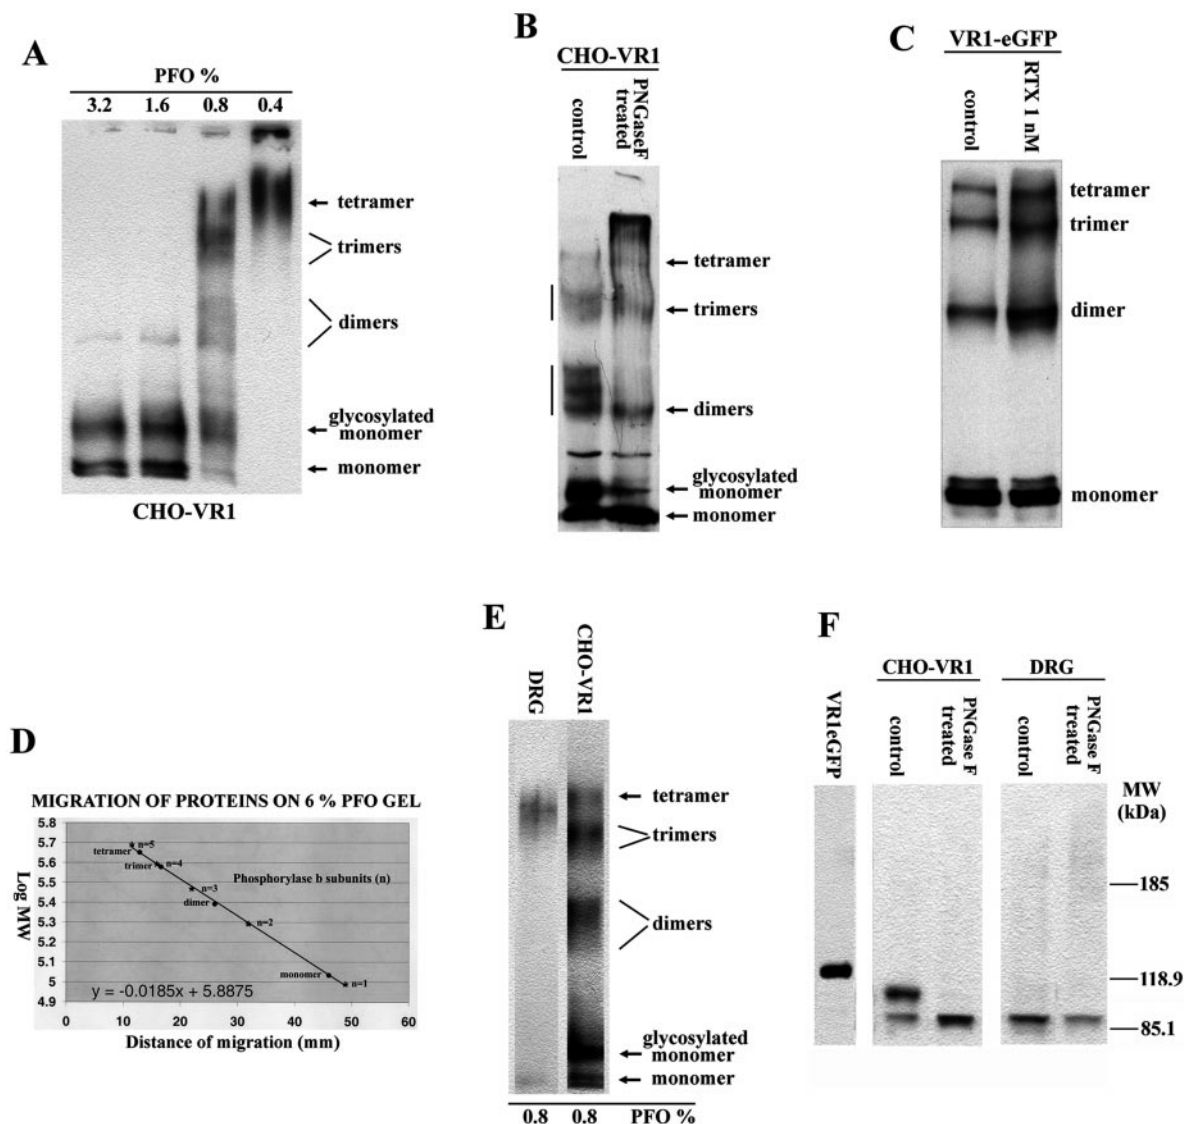 A
PFO %
3.2 1.6 0.8 0.4
tetramer
trimers
dimers
glycosylated
monomer
monomer
CHO-VR1
B
CHO-VR1
control
PNGaseF
treated
tetramer
trimers
dimers
glycosylated
monomer
monomer
C
VR1-eGFP
control
RTX 1 nM
tetramer
trimer
dimer
monomer
D
MIGRATION OF PROTEINS ON 6 % PFO GEL
Log MW
5.8
5.7
5.6
5.5
5.4
5.3
5.2
5.1
5
4.9
tetramer
n=5
trimer
n=4
n=3
Phosphorylase b subunits (n)
dimer
n=2
monomer
n=1
y = -0.0185x + 5.8875
0 10 20 30 40 50 60
Distance of migration (mm)
E
DRG
CHO-VR1
tetramer
trimers
dimers
glycosylated
monomer
monomer
0.8 0.8 PFO %
F
VR1eGFP
CHO-VR1
control
PNGase F
treated
DRG
control
PNGase F
treated
MW
(kDa)
185
118.9
85.1